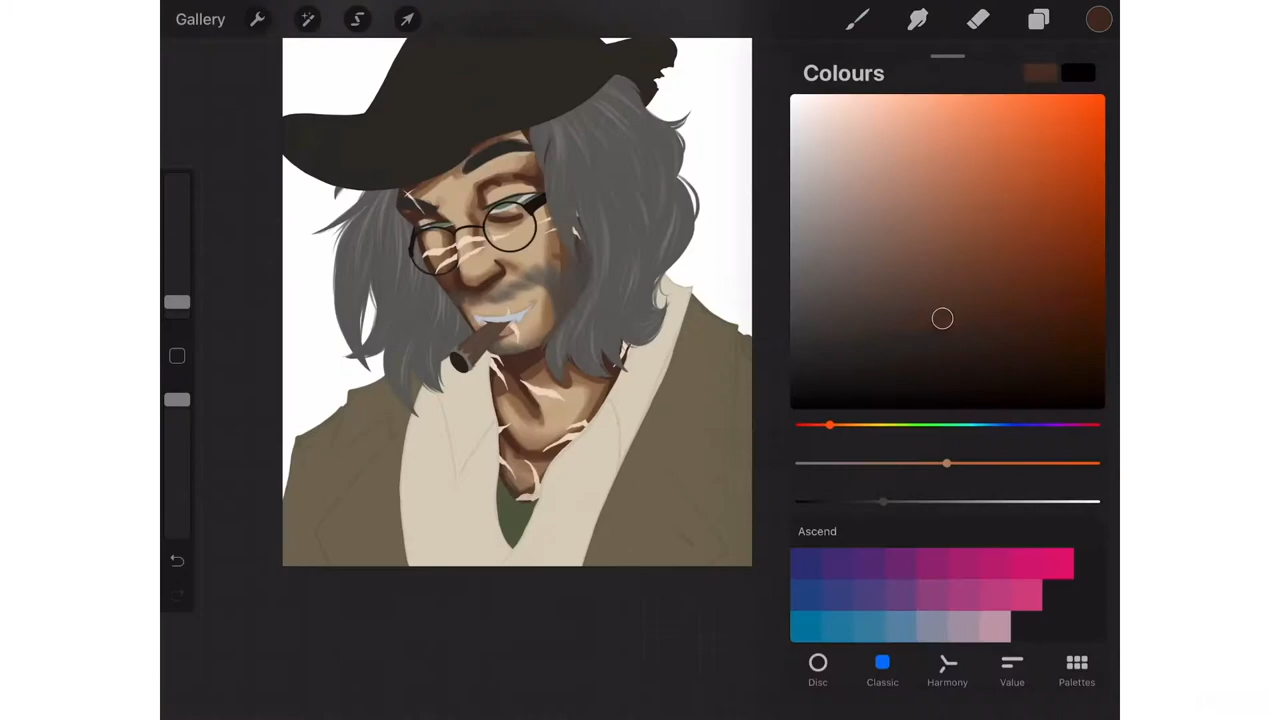 Gallery
Colours
Ascend
Disc
Classic
Harmony
Value
Palettes